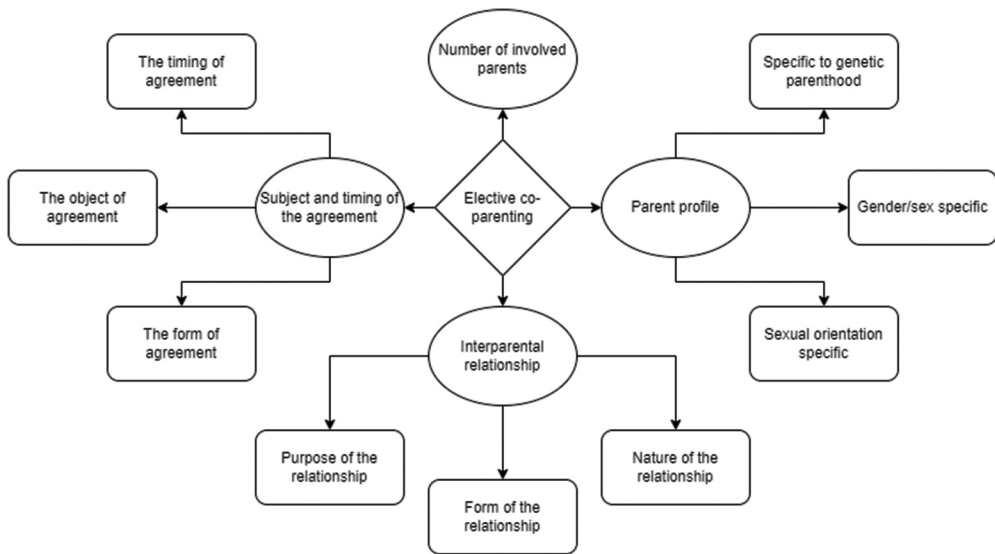 The timing of
agreement
Number of involved
parents
Specific to genetic
parenthood
The object of
agreement
Subject and timing of
the agreement
Elective co-
parenting
Parent profile
Gender/sex specific
The form of
agreement
Interparental
relationship
Sexual orientation
specific
Purpose of the
relationship
Form of the
relationship
Nature of the
relationship